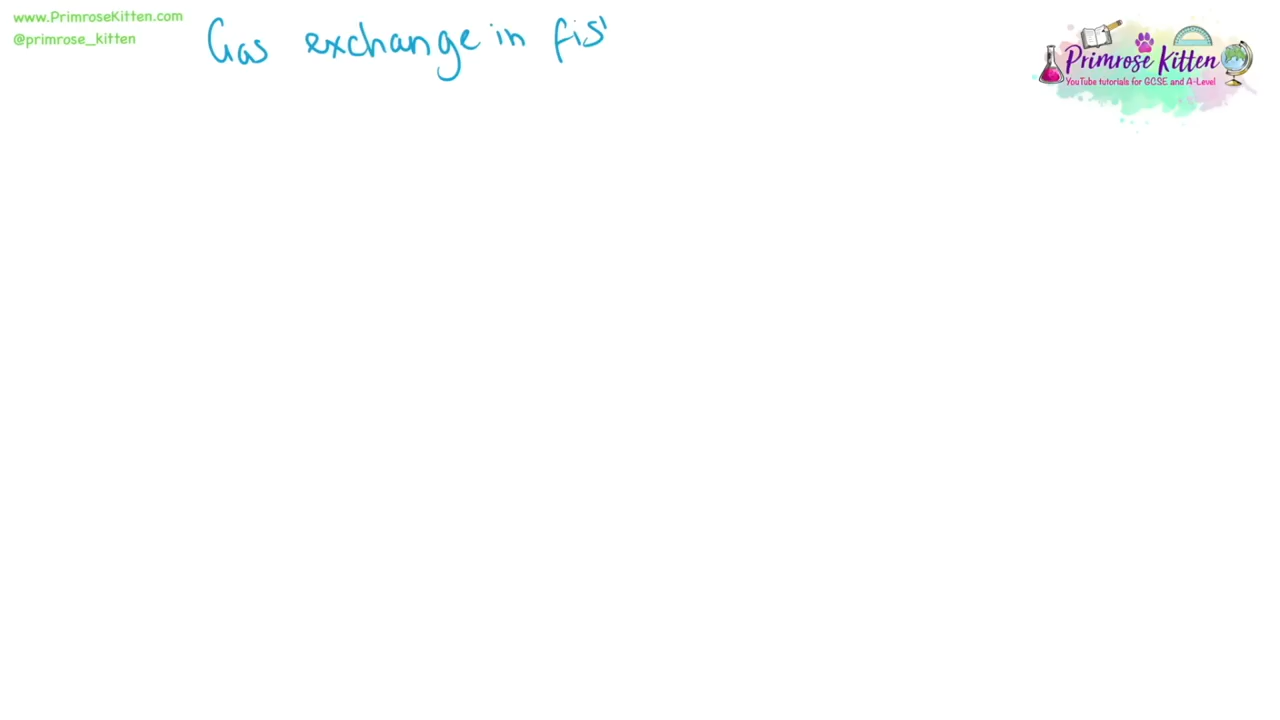 www.PrimroseKitten.com
@primrose_kitten
Gas exchange in fis
Primrose Kitten
YouTube tutorials for GCSE and A-Level